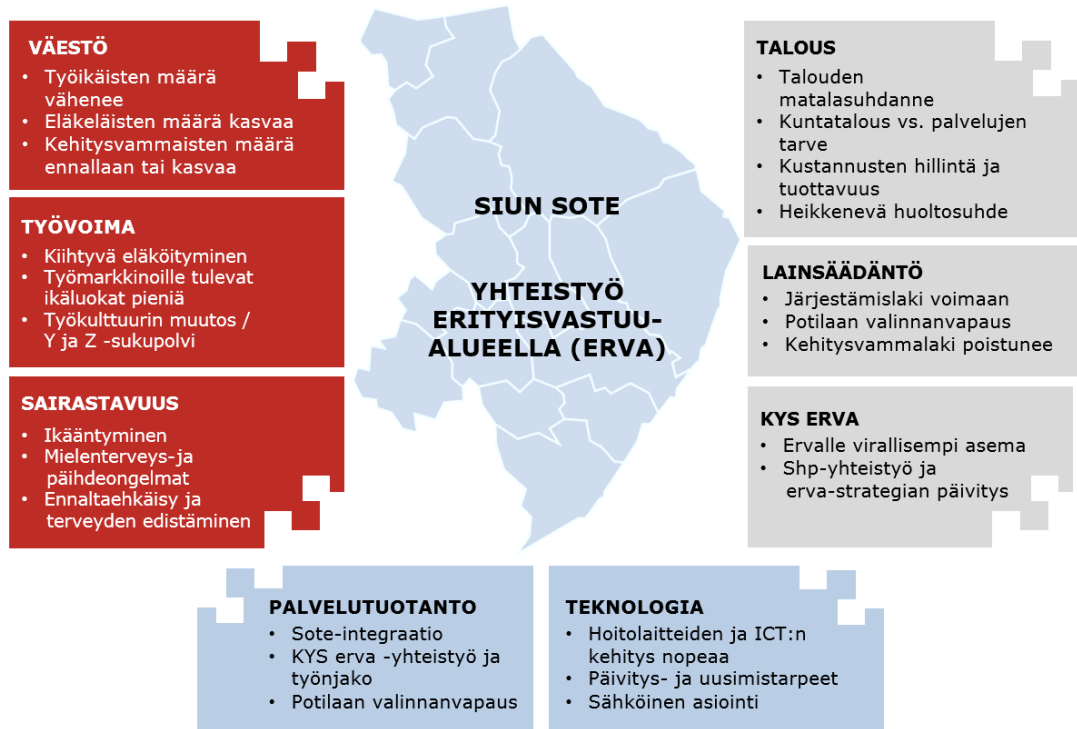 VÄESTÖ
• Työikäisten määrä
vähenee
• Eläkeläisten määrä kasvaa
• Kehitysvammaisten määrä
ennallaan tai kasvaa
TYÖVOIMA
• Kiihtyvä eläköityminen
• Työmarkkinoille tulevat
ikäluokat pieniä
• Työkulttuurin muutos /
Y ja Z -sukupolvi
SAIRASTAVUUS
• Ikääntyminen
• Mielenterveys-ja
päihdeongelmat
• Ennaltaehkäisy ja
terveyden edistäminen
SIUN SOTE
YHTEISTYÖ
ERITYISVASTUU-
ALUEELLA (ERVA)
TALOUS
• Talouden
matalasuhdanne
• Kuntatalous vs. palvelujen
tarve
• Kustannusten hillintä ja
tuottavuus
• Heikkenevä huoltosuhde
LAINSÄÄDÄNTÖ
• Järjestämislaki voimaan
• Potilaan valinnanvapaus
• Kehitysvammalaki poistunee
KYS ERVA
• Ervalle virallisempi asema
• Shp-yhteistyö ja
erva-strategian päivitys
PALVELUTUOTANTO
• Sote-integraatio
• KYS erva -yhteistyö ja
työnjako
• Potilaan valinnanvapaus
TEKNOLOGIA
• Hoitolaitteiden ja ICT:n
kehitys nopeaa
• Päivitys- ja uusimistarpeet
• Sähköinen asiointi